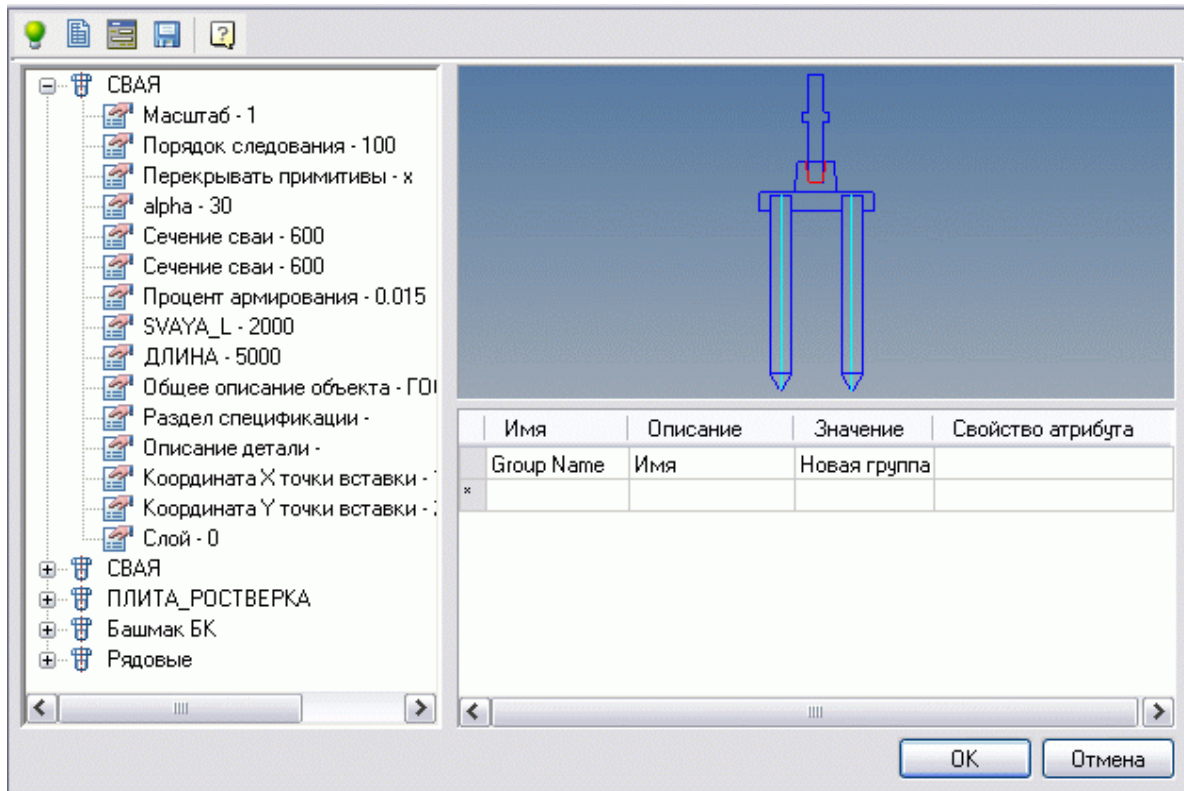 СВАЯ
Масштаб - 1
Порядок следования - 100
Перекрывать примитивы - х
alpha - 30
Сечение сваи - 600
Сечение сваи - 600
Процент армирования - 0.015
SVAYA_L - 2000
ДЛИНА - 5000
Общее описание объекта -
Раздел спецификации -
Описание детали -
Координата X точки вставки -
Координата Y точки вставки -
Слой - 0
СВАЯ
ПЛИТА_РОСТВЕРКА
Башмак БК
Рядовые
Имя Описание Значение Свойство атрибута
Group Name Имя Новая группа
*
OK Отмена